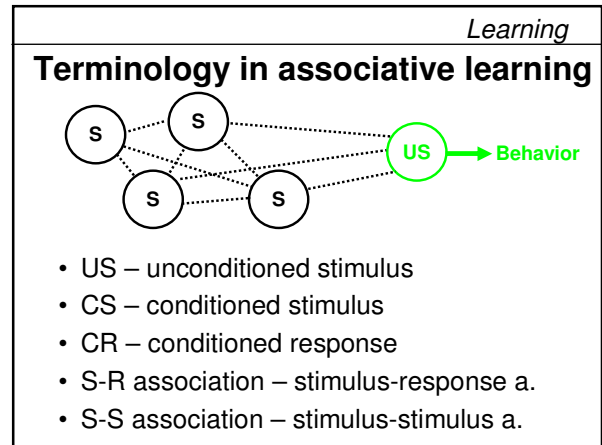 Learning
Terminology in associative learning
S
S
US
Behavior
S
S
• US – unconditioned stimulus
• CS – conditioned stimulus
• CR – conditioned response
• S-R association – stimulus-response a.
• S-S association – stimulus-stimulus a.